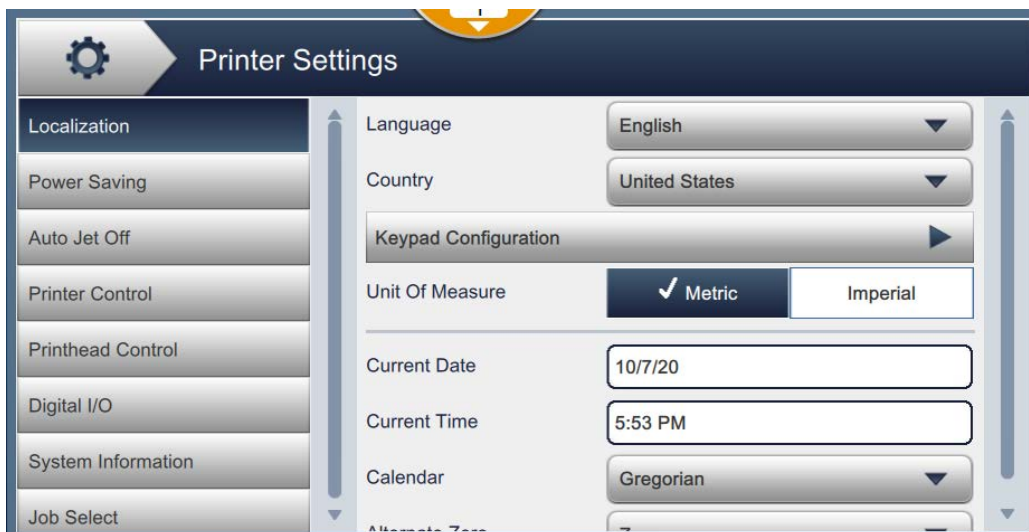 Printer Settings
Localization
Power Saving
Auto Jet Off
Printer Control
Printhead Control
Digital I/O
System Information
Job Select
Language English
Country United States
Keypad Configuration
Unit Of Measure Metric Imperial
Current Date 10/7/20
Current Time 5:53 PM
Calendar Gregorian
Alternate Zero